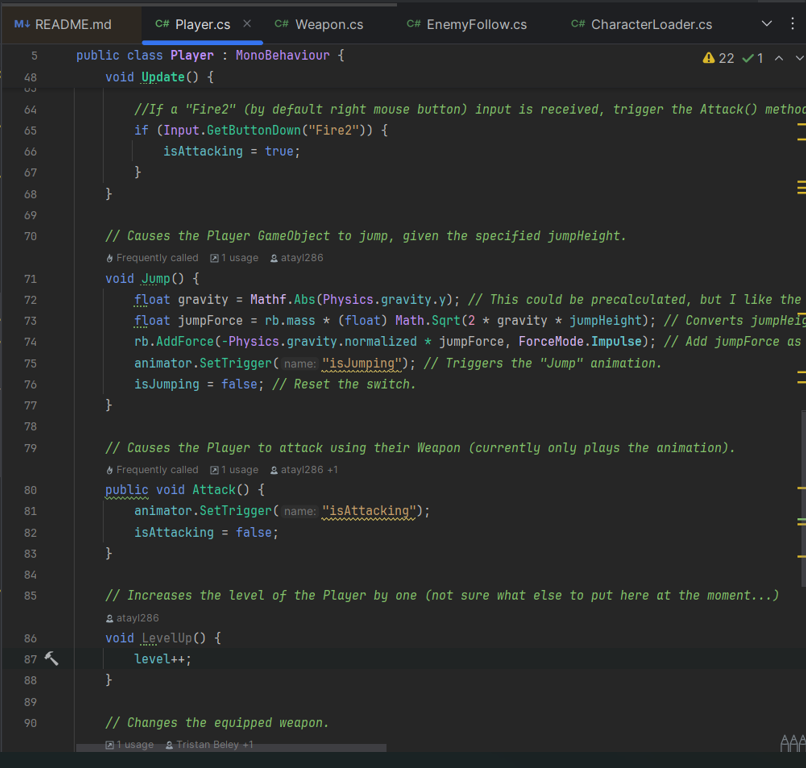 M↓ README.md C# Player.cs × C# Weapon.cs C# EnemyFollow.cs C# CharacterLoader.cs
5 public class Player : MonoBehaviour { 22 1
48 void Update() {
64 //If a "Fire2" (by default right mouse button) input is received, trigger the Attack()
65 if (Input.GetButtonDown("Fire2")) {
66 isAttacking = true;
67 }
68 }
69
70 // Causes the Player GameObject to jump, given the specified jumpHeight.
Frequently called 1 usage atayl286
71 void Jump() {
72 float gravity = Mathf.Abs(Physics.gravity.y); // This could be precalculated, but I like the
73 float jumpForce = rb.mass * (float) Math.Sqrt(2 * gravity * jumpHeight); // Converts
74 rb.AddForce(-Physics.gravity.normalized * jumpForce, ForceMode.Impulse); // Add jumpForce as
75 animator.SetTrigger( name: "isJumping"); // Triggers the "Jump" animation.
76 isJumping = false; // Reset the switch.
77 }
78
79 // Causes the Player to attack using their Weapon (currently only plays the animation).
Frequently called 1 usage atayl286 +1
80 public void Attack() {
81 animator.SetTrigger( name: "isAttacking");
82 isAttacking = false;
83 }
84
85 // Increases the level of the Player by one (not sure what else to put here at the moment...)
atayl286
86 void LevelUp() {
87 level++;
88 }
89
90 // Changes the equipped weapon.
1 usage Tristan Beley +1